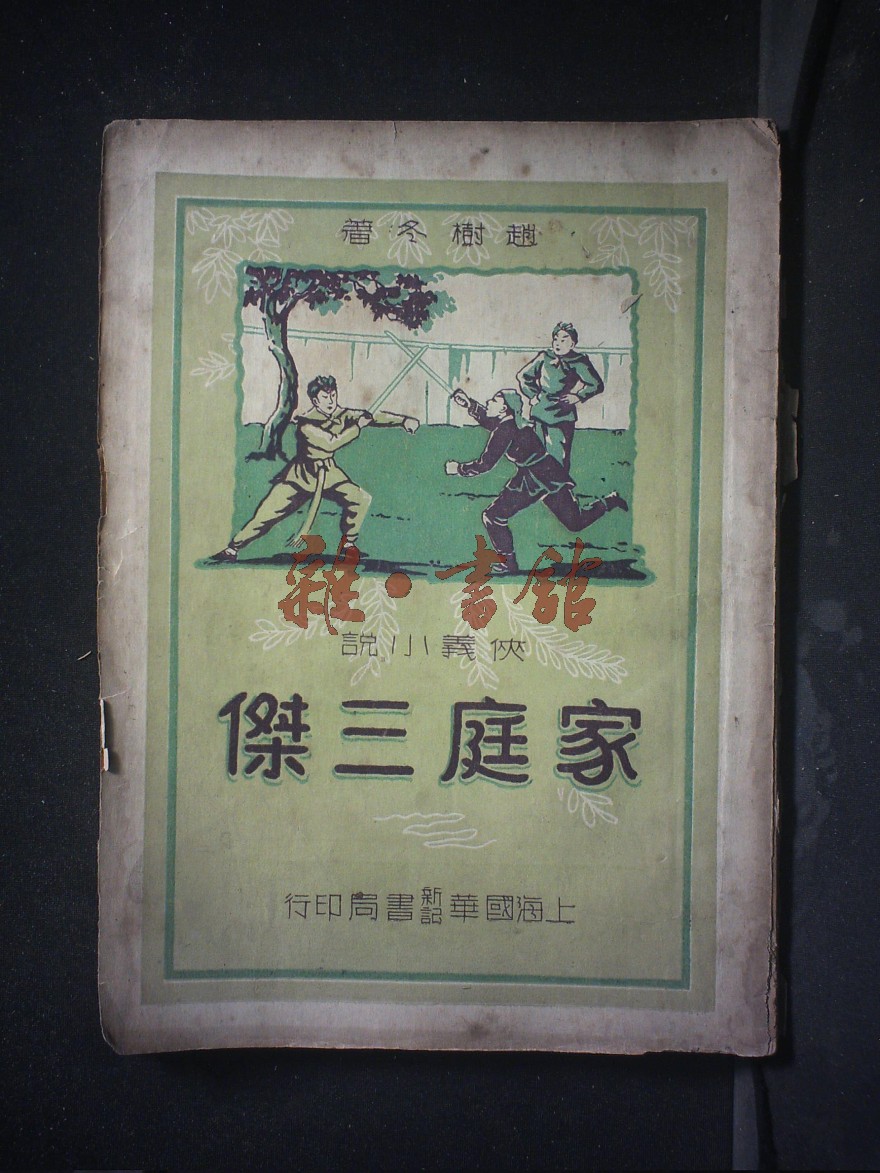 趙樹冬著
雜·書館
俠義小說
家庭三傑
上海國華新記書局印行